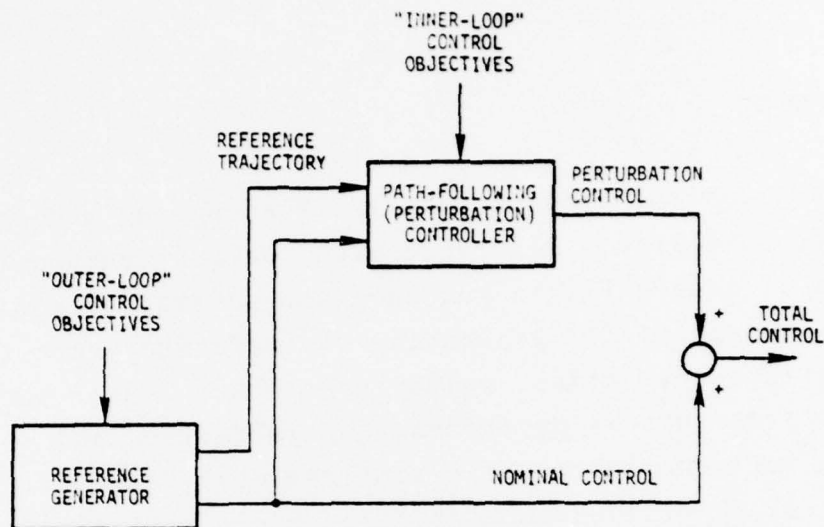 "INNER-LOOP"
CONTROL
OBJECTIVES
REFERENCE
TRAJECTORY
PATH-FOLLOWING
(PERTURBATION)
CONTROLLER
PERTURBATION
CONTROL
"OUTER-LOOP"
CONTROL
OBJECTIVES
+
TOTAL
CONTROL
+
REFERENCE
GENERATOR
NOMINAL CONTROL